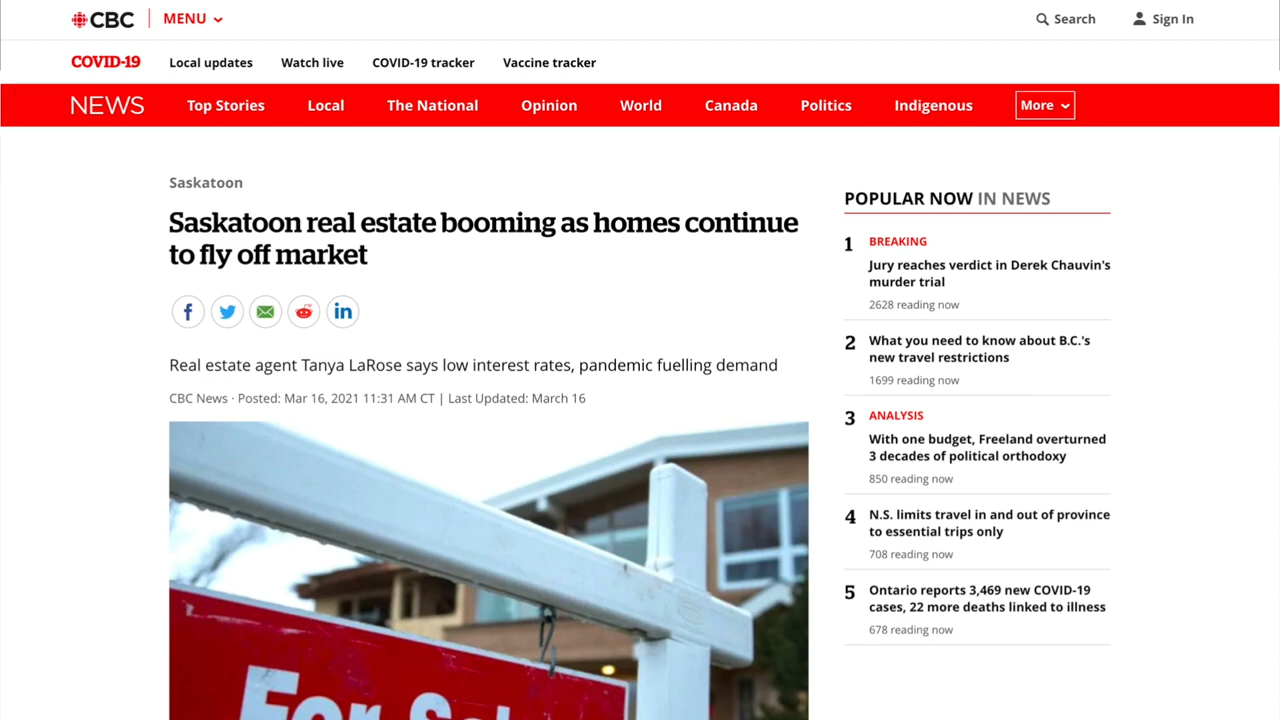 CBC
MENU
Search
Sign In
COVID-19
Local updates
Watch live
COVID-19 tracker
Vaccine tracker
NEWS
Top Stories
Local
The National
Opinion
World
Canada
Politics
Indigenous
More
Saskatoon
Saskatoon real estate booming as homes continue
to fly off market
Real estate agent Tanya LaRose says low interest rates, pandemic fuelling demand
CBC News · Posted: Mar 16, 2021 11:31 AM CT | Last Updated: March 16
For
POPULAR NOW IN NEWS
1 BREAKING
Jury reaches verdict in Derek Chauvin's
murder trial
2628 reading now
2 What you need to know about B.C.'s
new travel restrictions
1699 reading now
3 ANALYSIS
With one budget, Freeland overturned
3 decades of political orthodoxy
850 reading now
4 N.S. limits travel in and out of province
to essential trips only
708 reading now
5 Ontario reports 3,469 new COVID-19
cases, 22 more deaths linked to illness
678 reading now